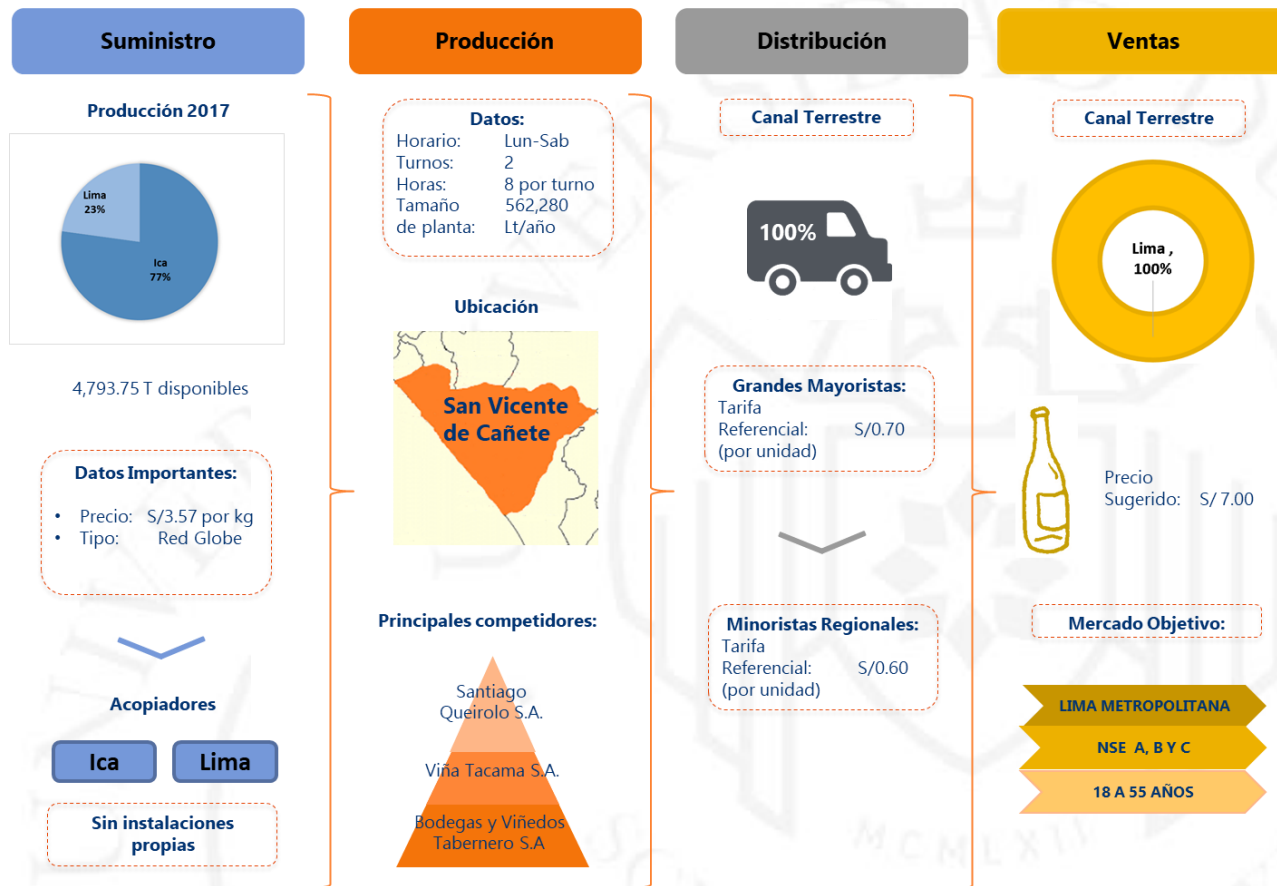 Suministro
Producción 2017
Lima
23%
Ica
77%
4,793.75 T disponibles
Datos Importantes:
• Precio: S/3.57 por kg
• Tipo: Red Globe
Acopiadores
Ica
Lima
Sin instalaciones
propias
Producción
Datos:
Horario: Lun-Sab
Turnos: 2
Horas: 8 por turno
Tamaño 562,280
de planta: Lt/año
Ubicación
San Vicente
de Cañete
Principales competidores:
Santiago
Queirolo S.A.
Viña Tacama S.A.
Bodegas y Viñedos
Tabernero S.A
Distribución
Canal Terrestre
100%
Grandes Mayoristas:
Tarifa
Referencial: S/0.70
(por unidad)
Minoristas Regionales:
Tarifa
Referencial: S/0.60
(por unidad)
Ventas
Canal Terrestre
Lima ,
100%
Precio
Sugerido: S/ 7.00
Mercado Objetivo:
LIMA METROPOLITANA
NSE A, B Y C
18 A 55 AÑOS
MCMLXII